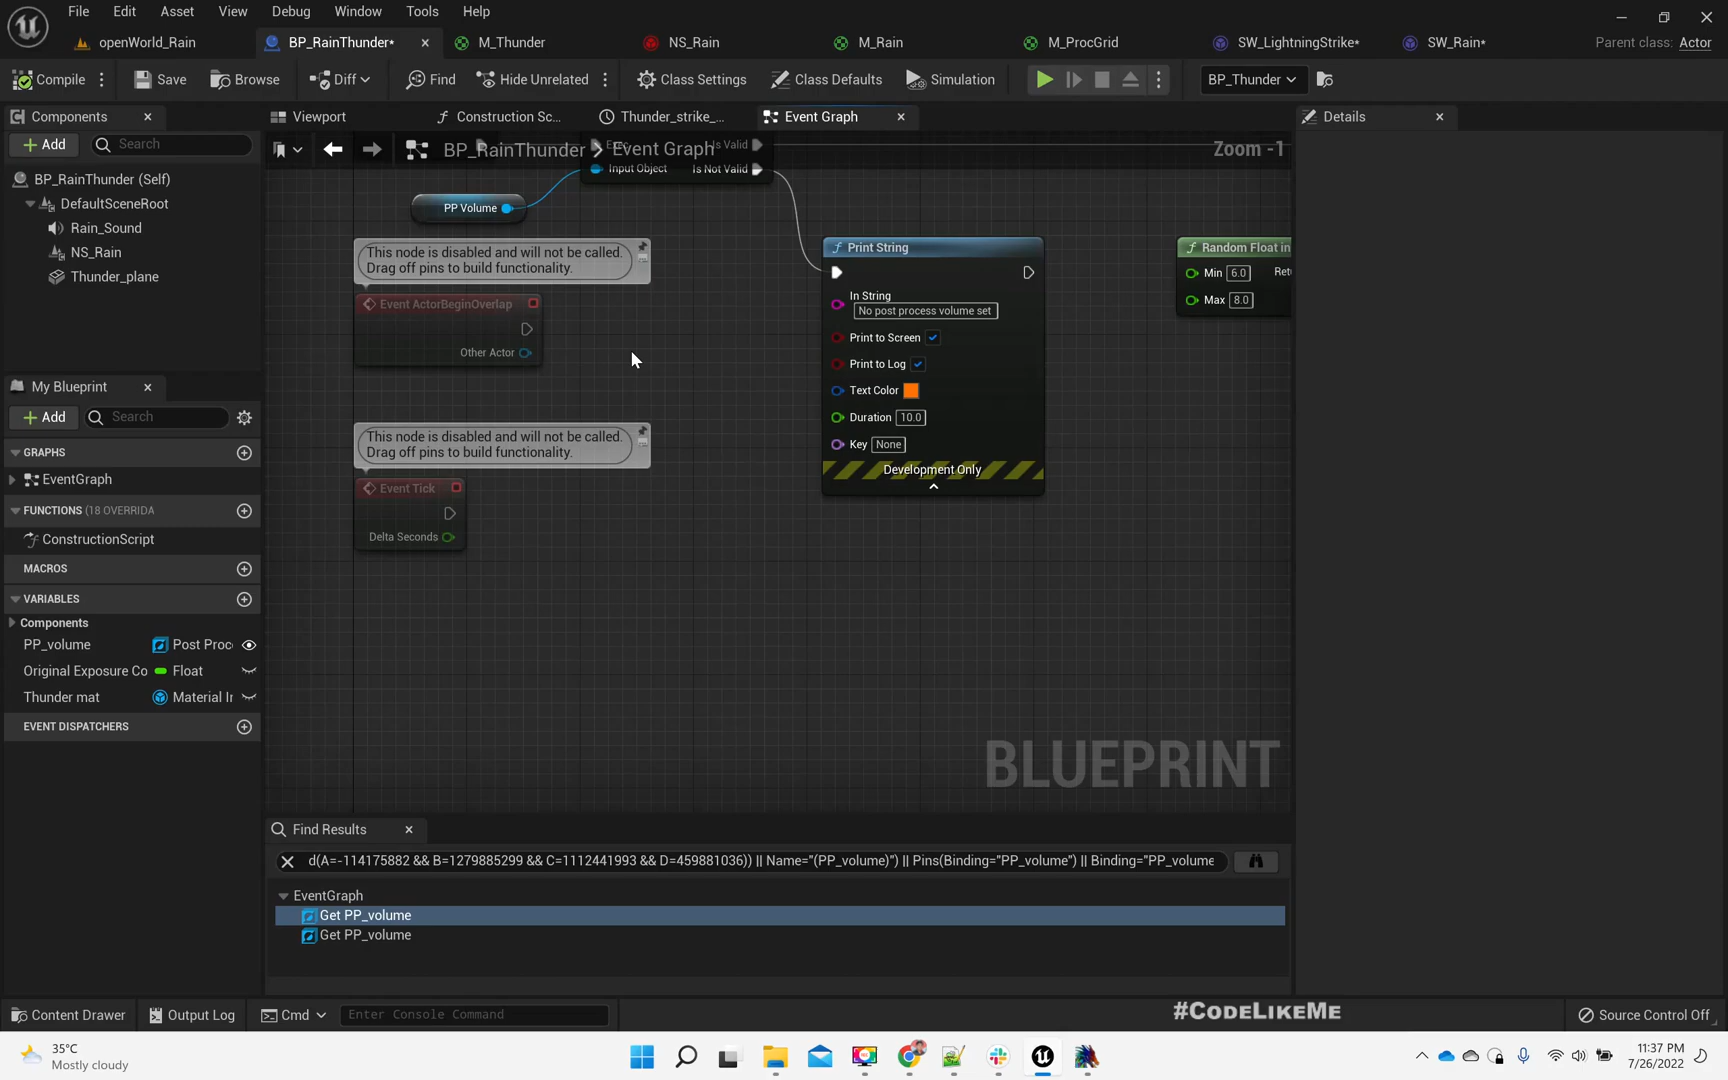 File Edit Asset View Debug Window Tools Help
openWorld_Rain BP_RainThunder* M_Thunder NS_Rain M_Rain M_ProcGrid SW_LightningStrike* SW_Rain* Parent class: Actor
Compile Save Browse Diff Find Hide Unrelated Class Settings Class Defaults Simulation BP_Thunder
Components
Viewport Construction Sc... Thunder_strike_... Event Graph
Details
Add Search
BP_RainThunder > Event Graph Zoom -1
Exec Is Valid
Input Object Is Not Valid
BP_RainThunder (Self)
DefaultSceneRoot
Rain_Sound
NS_Rain
Thunder_plane
PP Volume
This node is disabled and will not be called.
Drag off pins to build functionality.
Event ActorBeginOverlap
Other Actor
Print String
In String
No post process volume set
Print to Screen
Print to Log
Text Color
Duration 10.0
Key None
Development Only
Random Float in
Min 6.0 Ret
Max 8.0
This node is disabled and will not be called.
Drag off pins to build functionality.
Event Tick
Delta Seconds
My Blueprint
Add Search
GRAPHS
EventGraph
FUNCTIONS (18 OVERRIDA
ConstructionScript
MACROS
VARIABLES
Components
PP_volume Post Proc
Original Exposure Co Float
Thunder mat Material Ir
EVENT DISPATCHERS
BLUEPRINT
Find Results
d(A=-114175882 && B=1279885299 && C=1112441993 && D=459881036)) || Name="(PP_volume)") || Pins(Binding="PP_volume") || Binding="PP_volume
EventGraph
Get PP_volume
Get PP_volume
Content Drawer Output Log Cmd Enter Console Command
#CODELIKEME
Source Control Off
35°C
Mostly cloudy
11:37 PM
7/26/2022